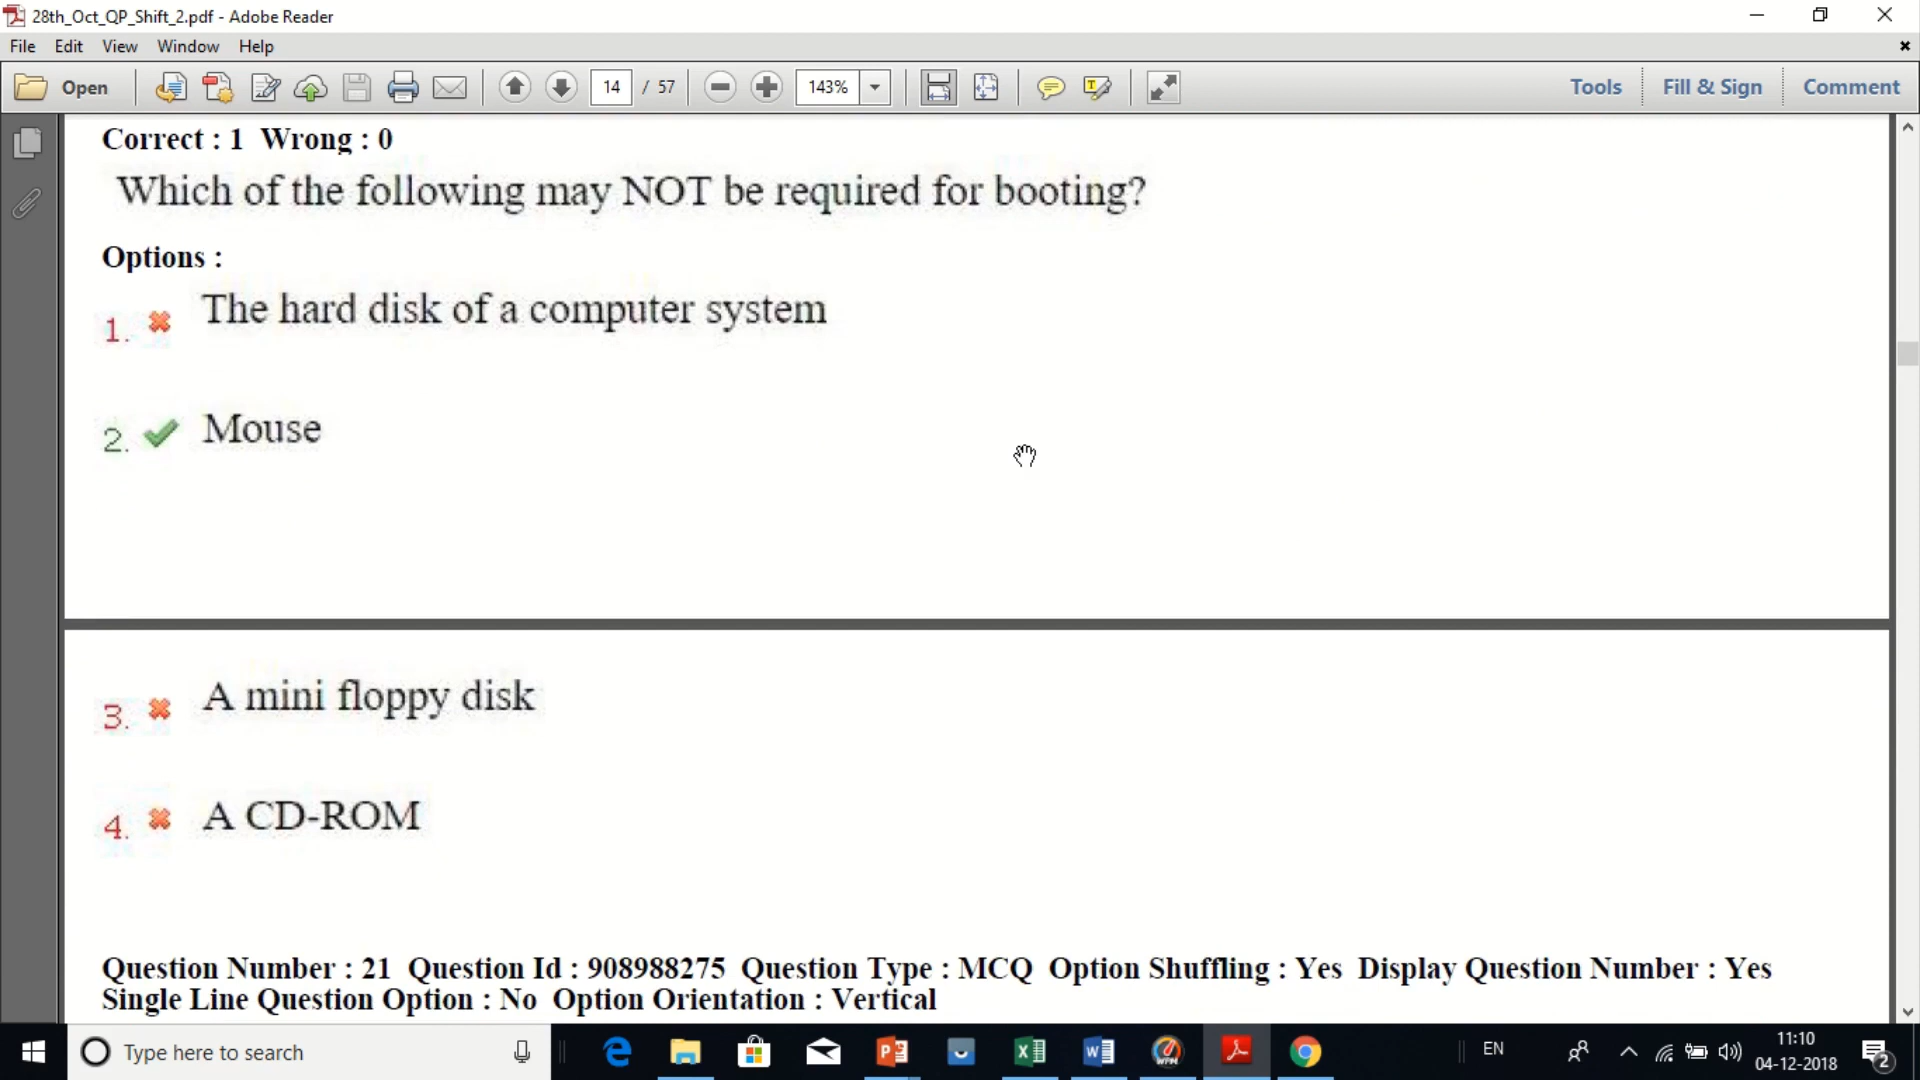 28th_Oct_QP_Shift_2.pdf - Adobe Reader
File Edit View Window Help
Open 14 / 57 143% Tools Fill & Sign Comment
Correct : 1 Wrong : 0
Which of the following may NOT be required for booting?
Options :
1. The hard disk of a computer system
2. Mouse
3. A mini floppy disk
4. A CD-ROM
Question Number : 21 Question Id : 908988275 Question Type : MCQ Option Shuffling : Yes Display Question Number : Yes
Single Line Question Option : No Option Orientation : Vertical
Type here to search
EN
11:10
04-12-2018
2